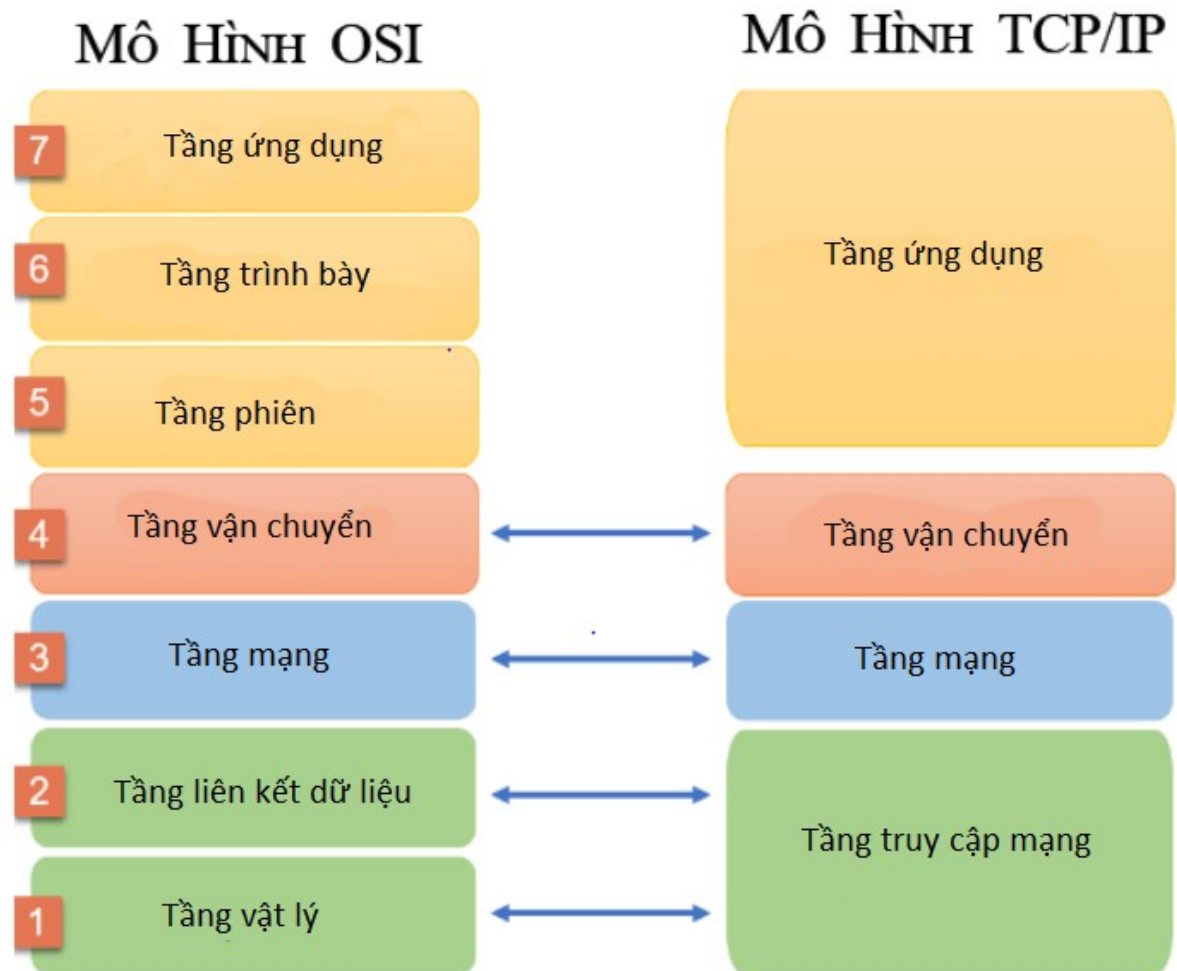 Mô Hình OSI
7
Tầng ứng dụng
6
Tầng trình bày
5
Tầng phiên
4
Tầng vận chuyển
3
Tầng mạng
2
Tầng liên kết dữ liệu
1
Tầng vật lý
Mô Hình TCP/IP
Tầng ứng dụng
Tầng vận chuyển
Tầng mạng
Tầng truy cập mạng